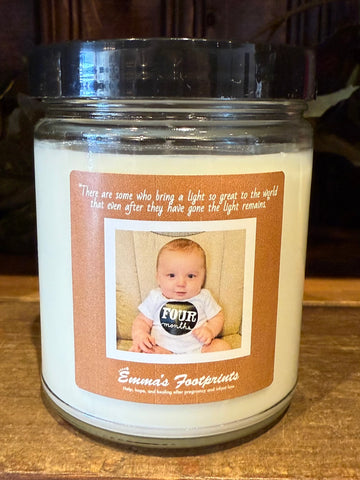 "There are some who bring a light so great to the world
that even after they have gone the light remains.
FOUR
months
Emma's Footprints
Help, hope, and healing after pregnancy and infant loss